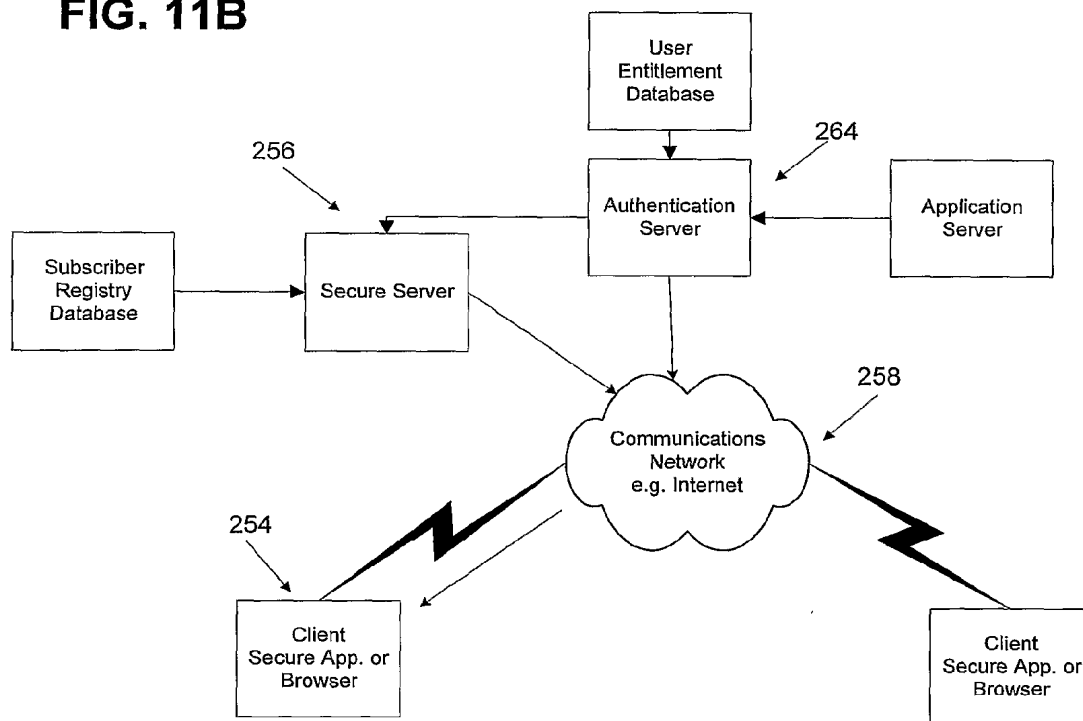 FIG. 11B
User
Entitlement
Database
264
256
Authentication
Server
Application
Server
Subscriber
Registry
Database
Secure Server
258
Communications
Network
e.g. Internet
254
Client
Secure App. or
Browser
Client
Secure App. or
Browser